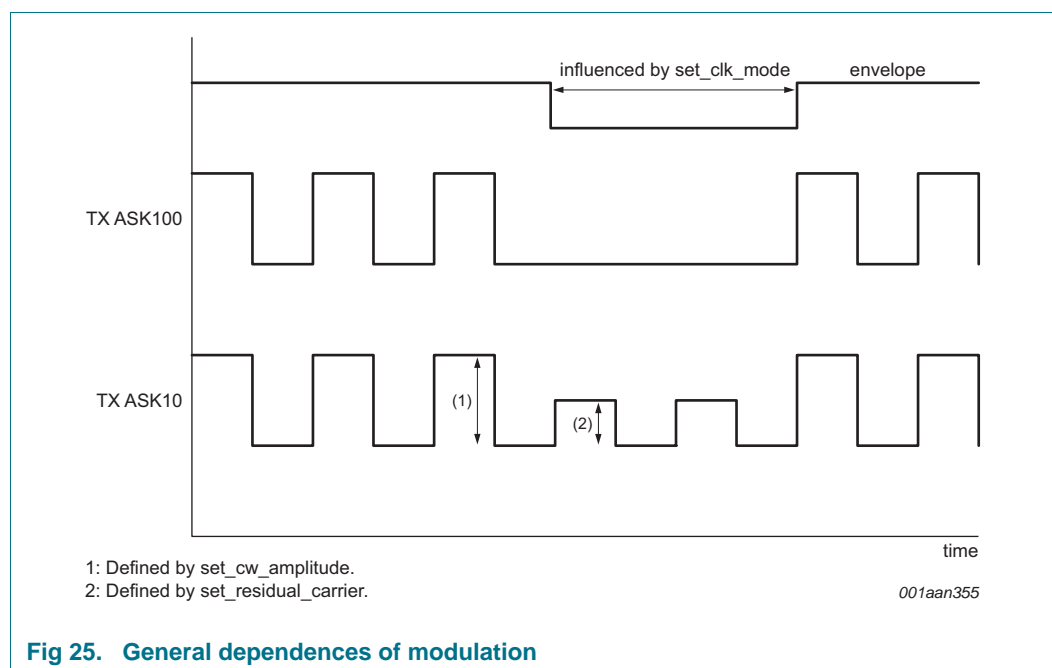 influenced by set_clk_mode envelope
TX ASK100
TX ASK10
(1)
(2)
time
1: Defined by set_cw_amplitude.
2: Defined by set_residual_carrier.
001aan355
Fig 25. General dependences of modulation